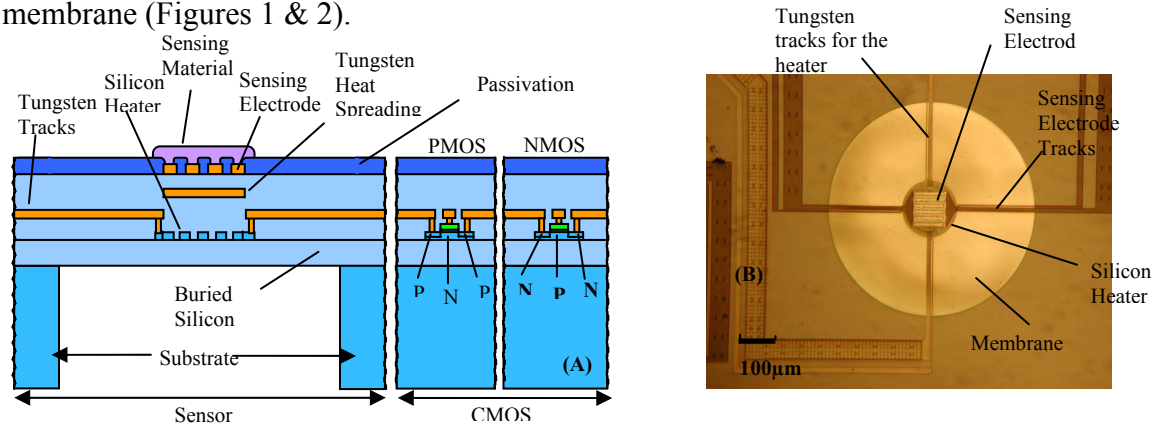 membrane (Figures 1 & 2).
Sensing
Material
Silicon
Heater
Tungsten
Tracks
Sensing
Electrode
Tungsten
Heat
Spreading
Passivation
PMOS
NMOS
P
N
P
N
P
N
Buried
Silicon
Substrate
(A)
Sensor
CMOS
Tungsten
tracks for the
heater
Sensing
Electrod
Sensing
Electrode
Tracks
(B)
Silicon
Heater
Membrane
100µm